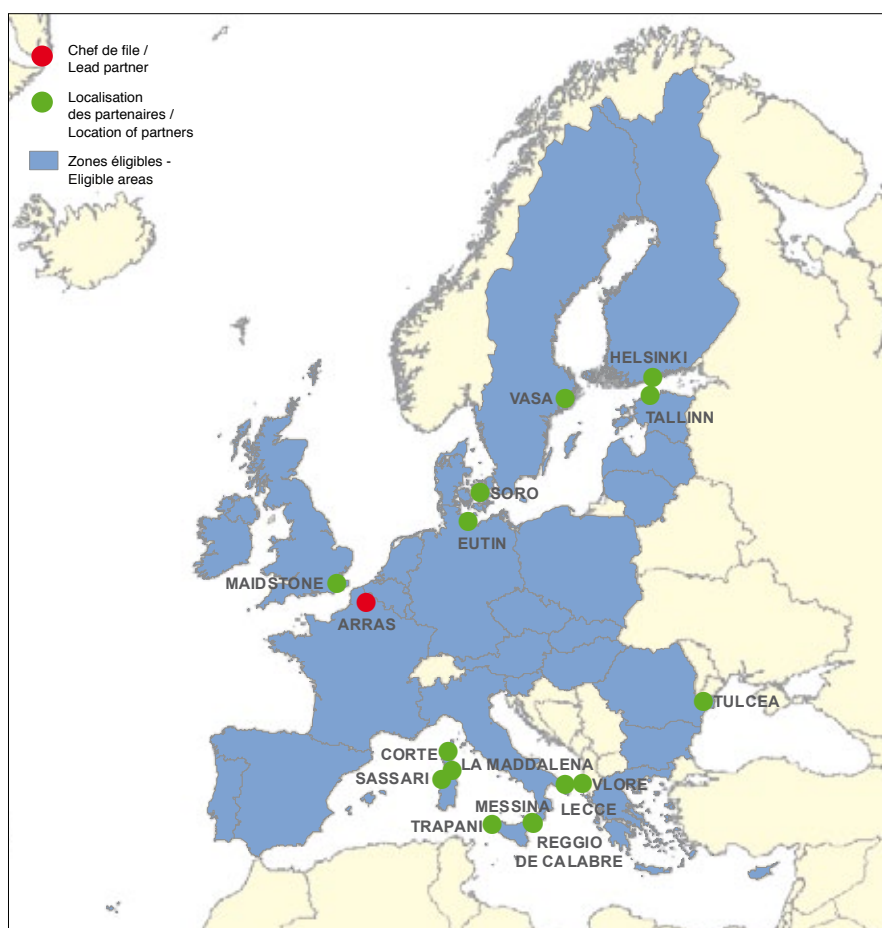 Chef de file /
Lead partner
Localisation
des partenaires /
Location of partners
Zones éligibles -
Eligible areas
HELSINKI
VASA
TALLINN
SORO
EUTIN
MAIDSTONE
ARRAS
TULCEA
CORTE
LA MADDALENA
SASSARI
VLORE
LECCE
MESSINA
TRAPANI
REGGIO
DE CALABRE